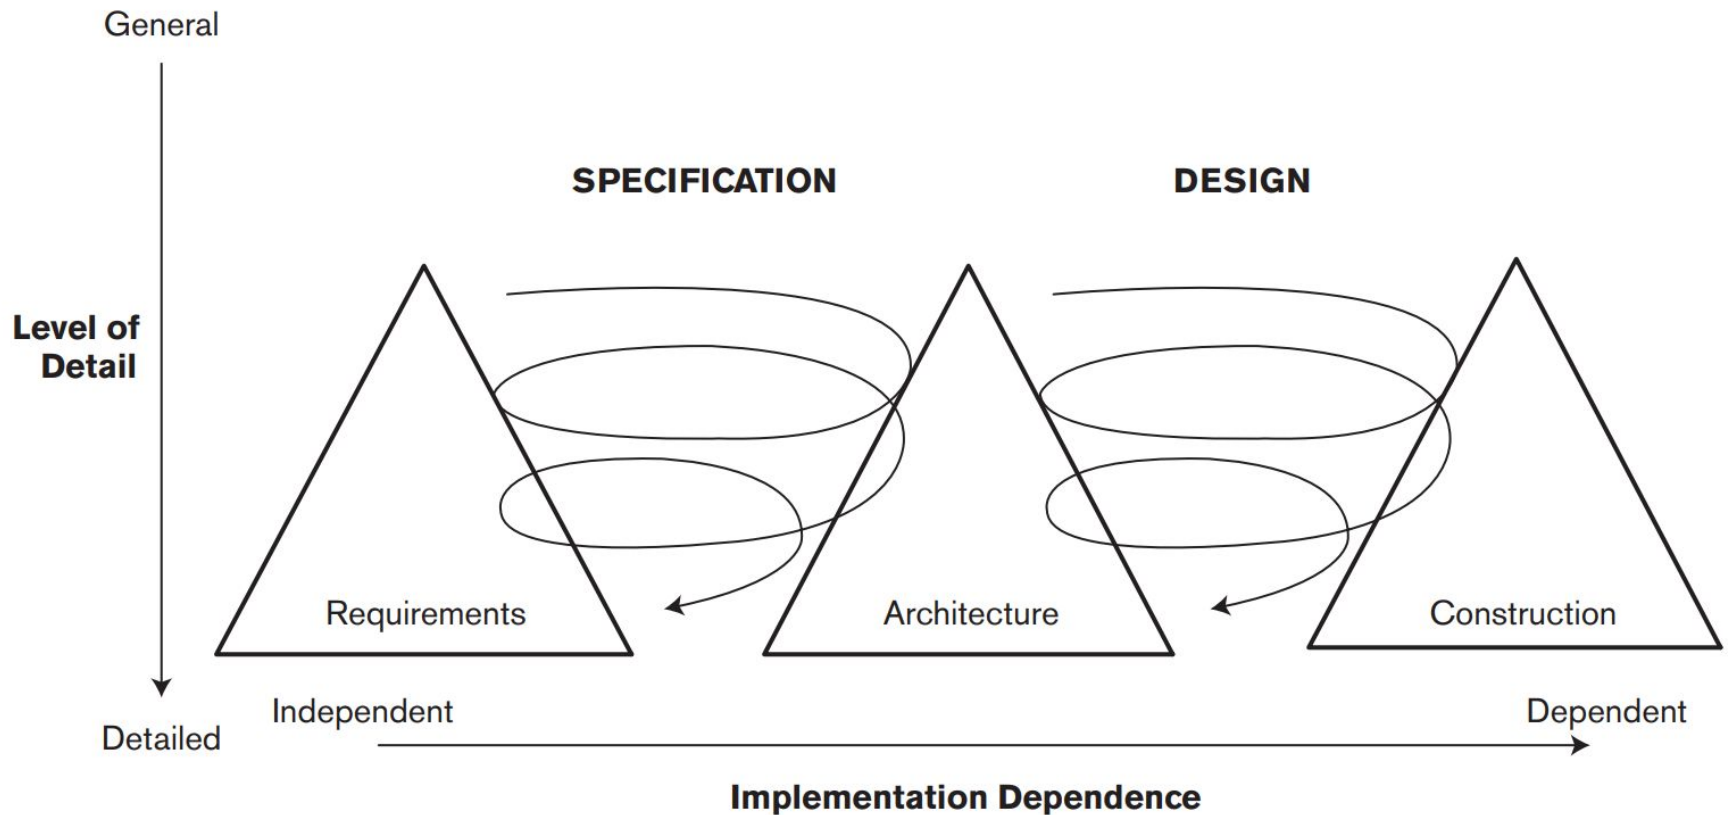 General
SPECIFICATION
DESIGN
Level of
Detail
Requirements
Architecture
Construction
Independent
Dependent
Detailed
Implementation Dependence